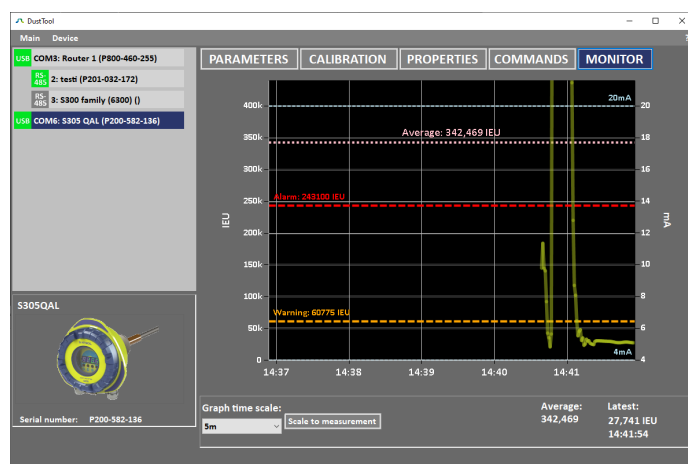 DustTool
Main Device
USB COM3: Router 1 (P800-460-255)
RS-485 2: testi (P201-032-172)
RS-485 3: S300 family (6300) ()
USB COM6: S305 QAL (P200-582-136)
PARAMETERS CALIBRATION PROPERTIES COMMANDS MONITOR
20mA
400k 20
350k 18
Average: 342,469 IEU
300k 16
250k 14
Alarm: 243100 IEU
IEU
mA
200k 12
150k 10
100k 8
Warning: 60775 IEU
50k 6
4mA
0 4
14:37 14:38 14:39 14:40 14:41
S305QAL
Serial number: P200-582-136
Graph time scale:
5m
Scale to measurement
Average:
342,469
Latest:
27,741 IEU
14:41:54